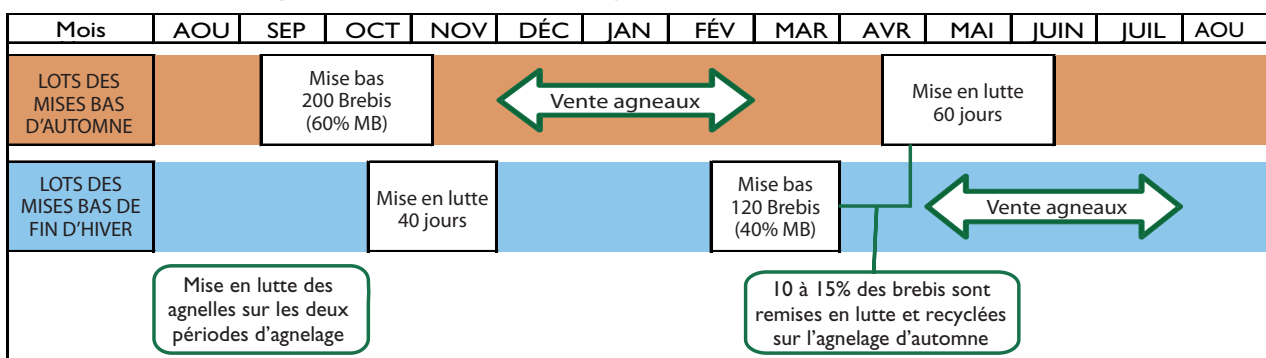 Mois AOU SEP OCT NOV DÉC JAN FÉV MAR AVR MAI JUIN JUIL AOU
LOTS DES
MISES BAS
D'AUTOMNE
Mise bas
200 Brebis
(60% MB)
Vente agneaux
Mise en lutte
60 jours
LOTS DES
MISES BAS DE
FIN D'HIVER
Mise en lutte
40 jours
Mise bas
120 Brebis
(40% MB)
Vente agneaux
Mise en lutte des
agnelles sur les deux
périodes d'agnelage
10 à 15% des brebis sont
remises en lutte et recyclées
sur l'agnelage d'automne